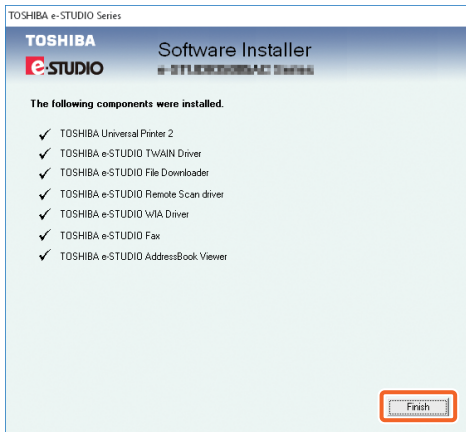 TOSHIBA e-STUDIO Series
TOSHIBA
e-STUDIO
Software Installer
Series
The following components were installed.
TOSHIBA Universal Printer 2
TOSHIBA e-STUDIO TWAIN Driver
TOSHIBA e-STUDIO File Downloader
TOSHIBA e-STUDIO Remote Scan driver
TOSHIBA e-STUDIO WIA Driver
TOSHIBA e-STUDIO Fax
TOSHIBA e-STUDIO AddressBook Viewer
Finish